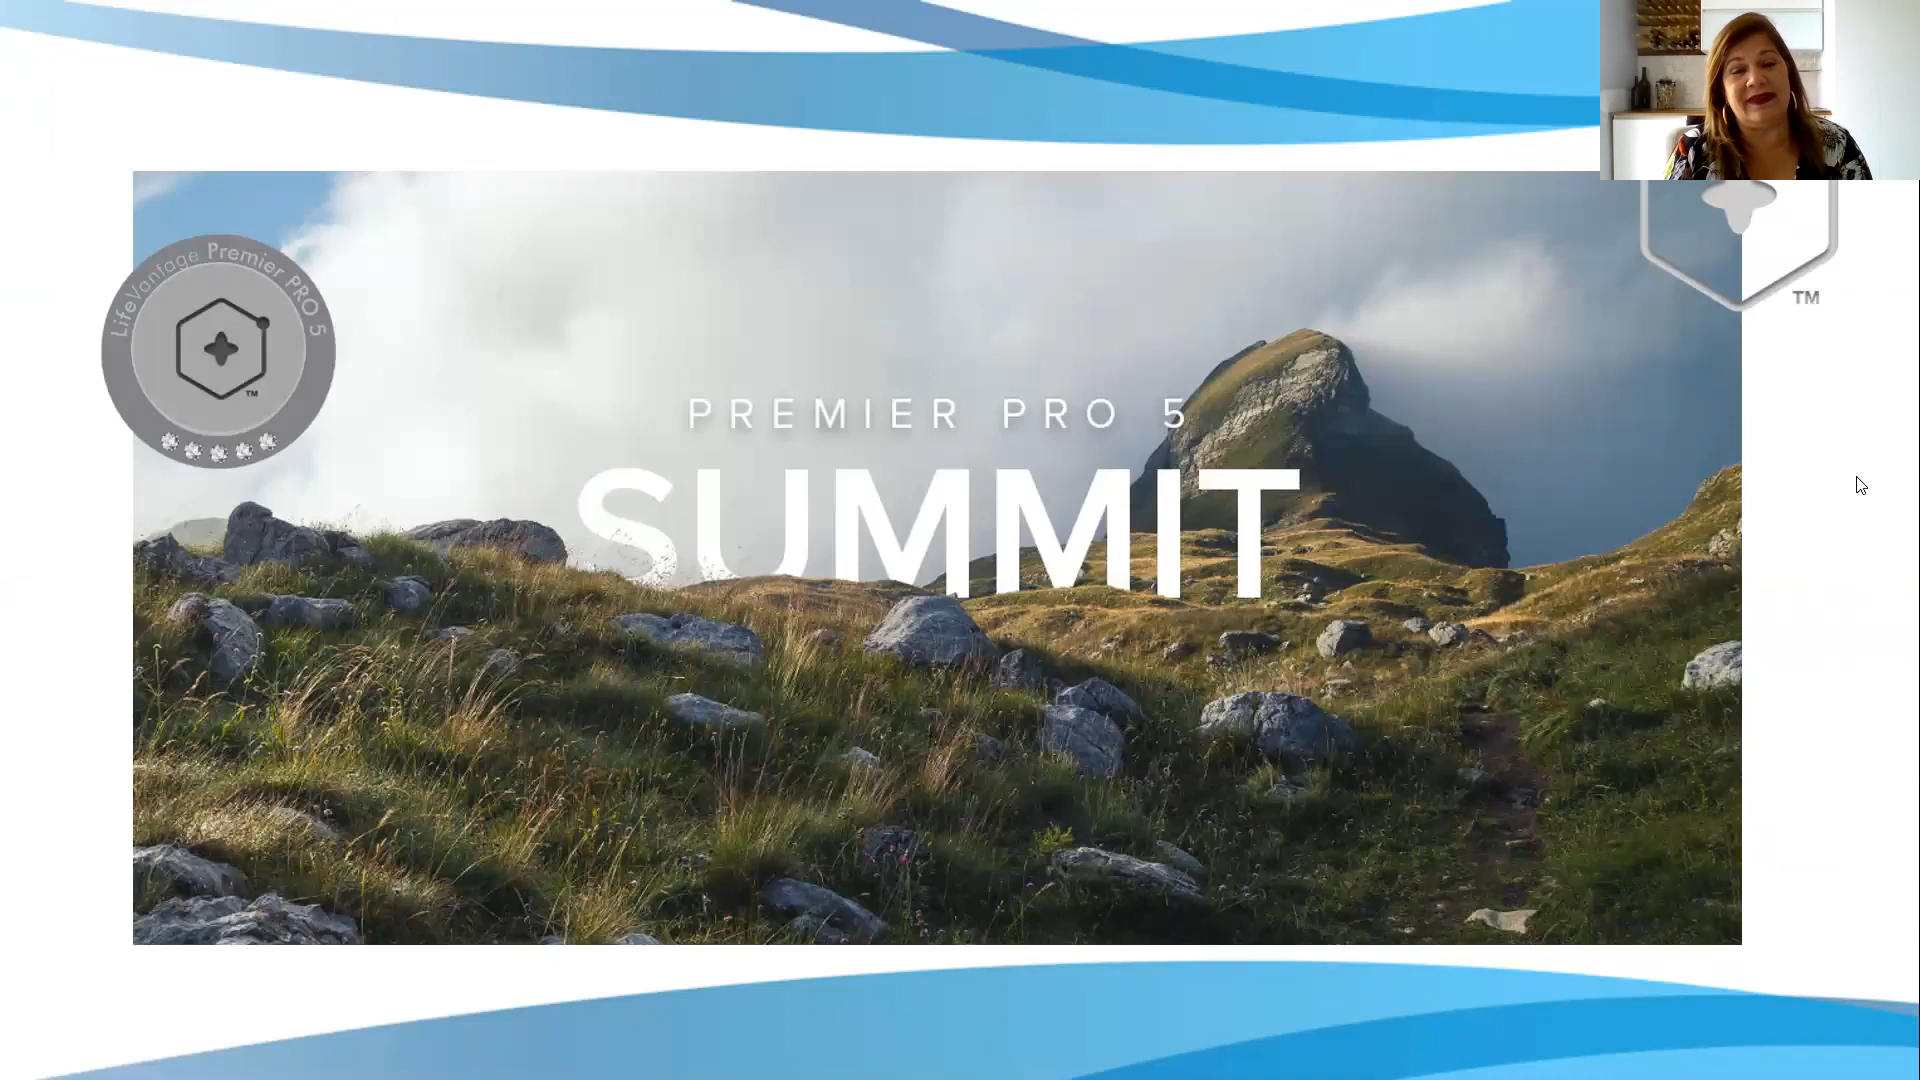 LifeVantage Premier PRO 5
TM
TM
PREMIER PRO 5
SUMMIT